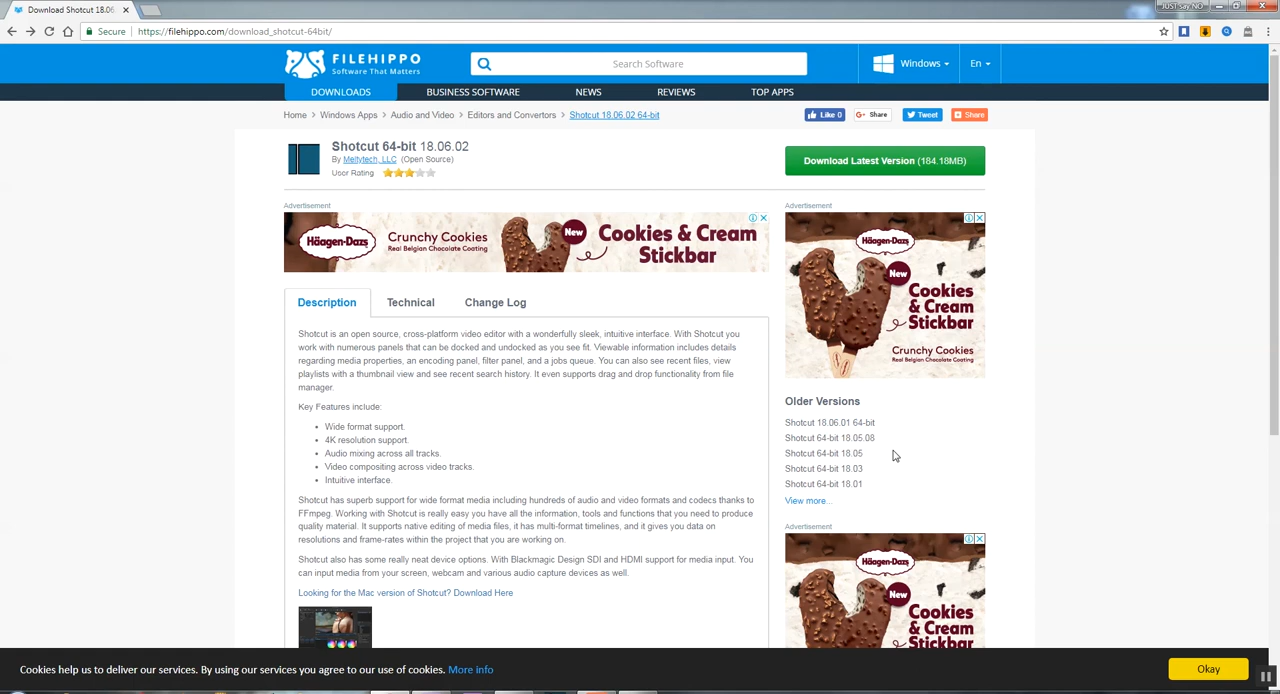 Download Shotcut 18.06
JUST say NO
Secure
https://filehippo.com/download_shotcut-64bit/
FILEHIPPO
Software That Matters
Search Software
Windows
En
DOWNLOADS
BUSINESS SOFTWARE
NEWS
REVIEWS
TOP APPS
Home > Windows Apps > Audio and Video > Editors and Convertors > Shotcut 18.06.02 64-bit
Like 0
Share
Tweet
Share
Shotcut 64-bit 18.06.02
By Meltytech, LLC (Open Source)
User Rating
Download Latest Version (184.18MB)
Advertisement
Häagen-Dazs
Crunchy Cookies
Real Belgian Chocolate Coating
New
Cookies & Cream
Stickbar
Advertisement
Häagen-Dazs
New
Cookies
& Cream
Stickbar
Crunchy Cookies
Real Belgian Chocolate Coating
Description
Technical
Change Log
Shotcut is an open source, cross-platform video editor with a wonderfully sleek, intuitive interface. With Shotcut you
work with numerous panels that can be docked and undocked as you see fit. Viewable information includes details
regarding media properties, an encoding panel, filter panel, and a jobs queue. You can also see recent files, view
playlists with a thumbnail view and see recent search history. It even supports drag and drop functionality from file
manager.
Key Features include:
• Wide format support.
• 4K resolution support.
• Audio mixing across all tracks.
• Video compositing across video tracks.
• Intuitive interface.
Shotcut has superb support for wide format media including hundreds of audio and video formats and codecs thanks to
FFmpeg. Working with Shotcut is really easy you have all the information, tools and functions that you need to produce
quality material. It supports native editing of media files, it has multi-format timelines, and it gives you data on
resolutions and frame-rates within the project that you are working on.
Shotcut also has some really neat device options. With Blackmagic Design SDI and HDMI support for media input. You
can input media from your screen, webcam and various audio capture devices as well.
Looking for the Mac version of Shotcut? Download Here
Older Versions
Shotcut 18.06.01 64-bit
Shotcut 64-bit 18.05.08
Shotcut 64-bit 18.05
Shotcut 64-bit 18.03
Shotcut 64-bit 18.01
View more...
Advertisement
Häagen-Dazs
New
Cookies
& Cream
Stickbar
Cookies help us to deliver our services. By using our services you agree to our use of cookies. More info
Okay